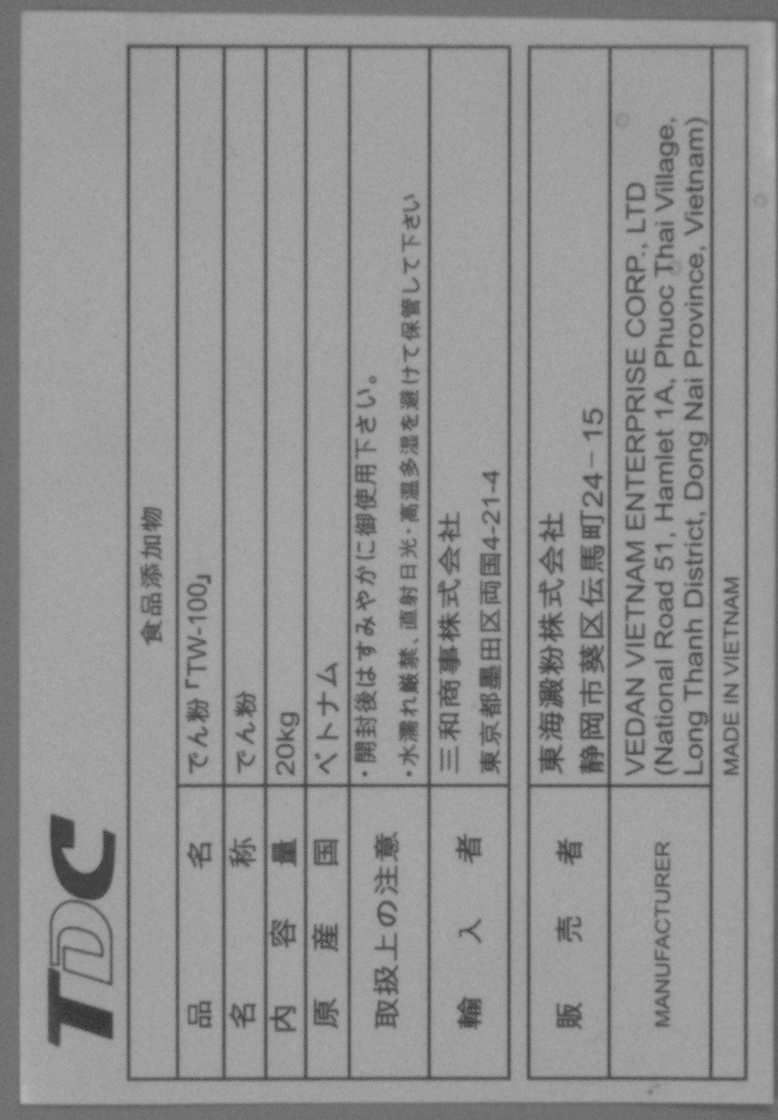 TDC
食品添加物
品名 でん粉「TW-100」
名称 でん粉
内容量 20kg
原産国 ベトナム
取扱上の注意 ・開封後はすみやかに御使用下さい。
・水濡れ厳禁、直射日光・高温多湿を避けて保管して下さい
輸入者 三和商事株式会社
東京都墨田区両国4-21-4
販売者 東海澱粉株式会社
静岡市葵区伝馬町24-15
MANUFACTURER VEDAN VIETNAM ENTERPRISE CORP., LTD
(National Road 51, Hamlet 1A, Phuoc Thai Village,
Long Thanh District, Dong Nai Province, Vietnam)
MADE IN VIETNAM